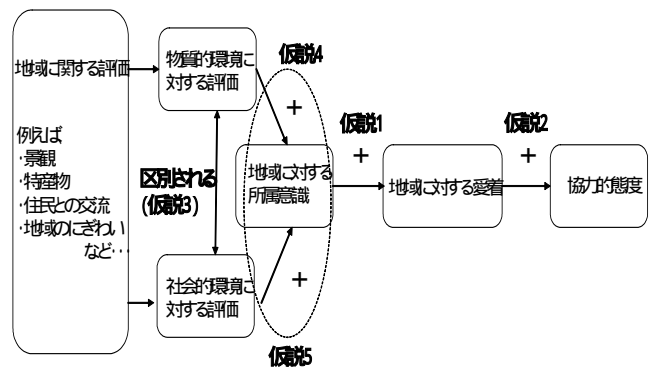 地域に関する評価
例えば
・景観
・特産物
・住民との交流
・地域のにぎわい
など…
物質的環境に
対する評価
区別される
(仮説3)
社会的環境に
対する評価
仮説4
+
地域に対する
所属意識
+
仮説5
仮説1
+
地域に対する愛着
仮説2
+
協力的態度